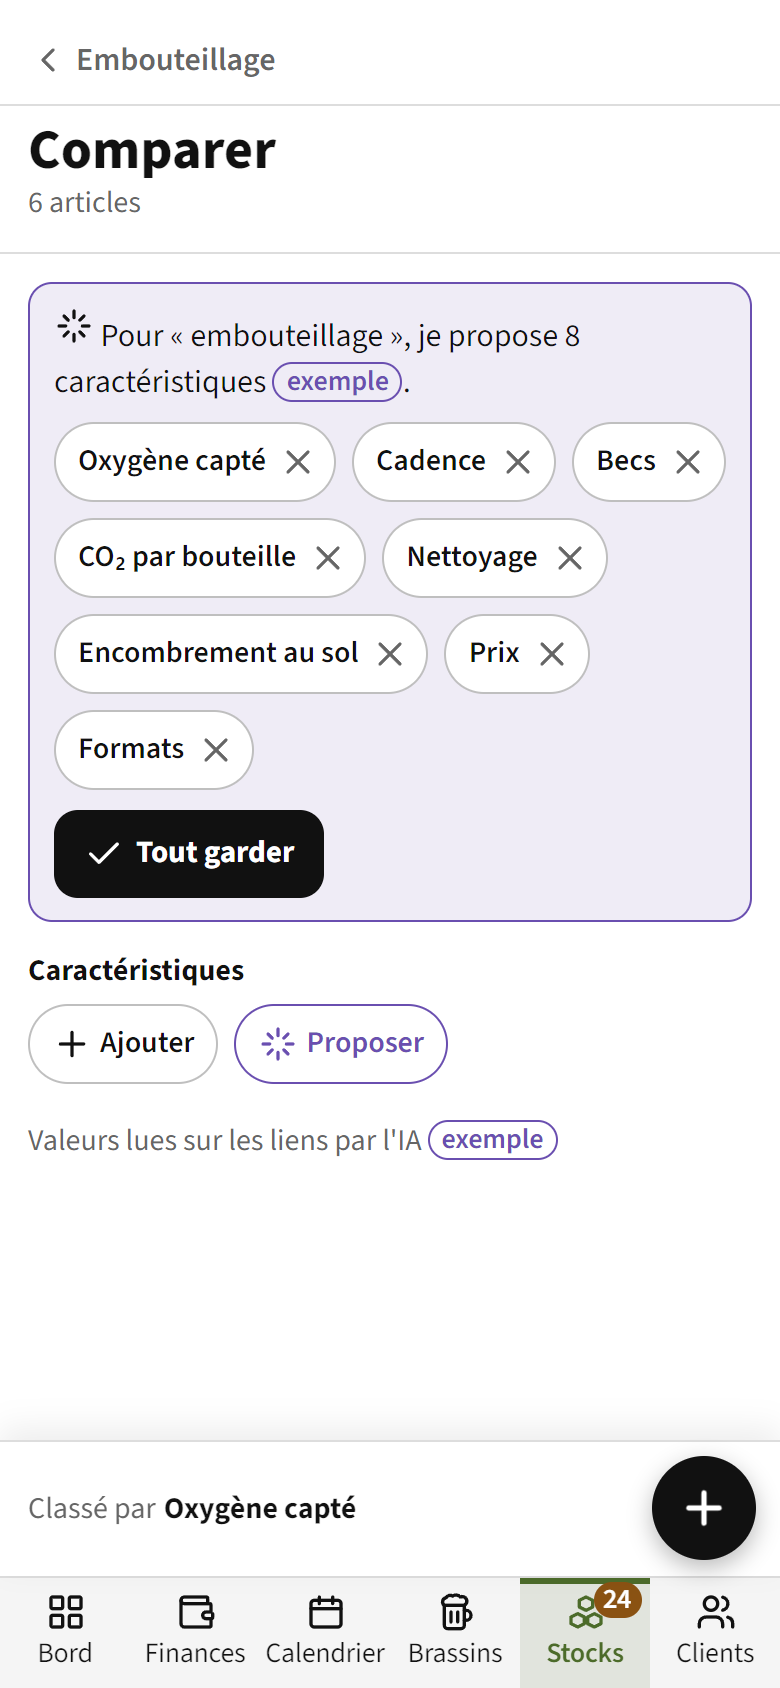 Embouteillage
Comparer
6 articles
Pour « embouteillage », je propose 8
caractéristiques exemple.
Oxygène capté Cadence Becs
CO₂ par bouteille Nettoyage
Encombrement au sol Prix
Formats
Tout garder
Caractéristiques
Ajouter Proposer
Valeurs lues sur les liens par l'IA exemple
Classé par Oxygène capté
24
Bord Finances Calendrier Brassins Stocks Clients